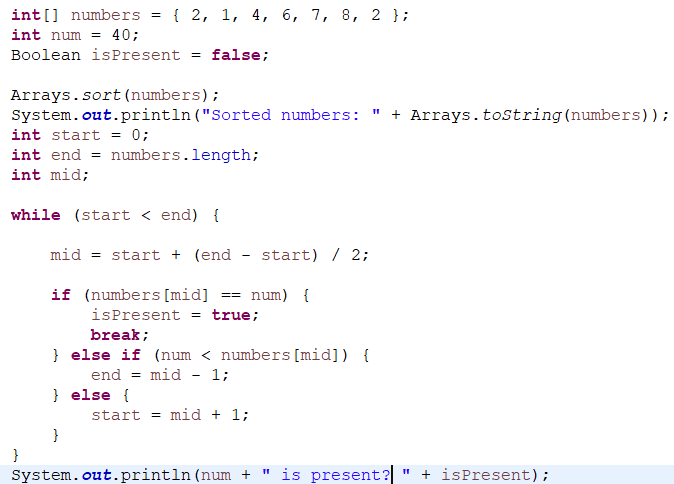 int[] numbers = { 2, 1, 4, 6, 7, 8, 2 };
int num = 40;
Boolean isPresent = false;

Arrays.sort(numbers);
System.out.println("Sorted numbers: " + Arrays.toString(numbers));
int start = 0;
int end = numbers.length;
int mid;

while (start < end) {

    mid = start + (end - start) / 2;

    if (numbers[mid] == num) {
        isPresent = true;
        break;
    } else if (num < numbers[mid]) {
        end = mid - 1;
    } else {
        start = mid + 1;
    }
}
System.out.println(num + " is present? " + isPresent);